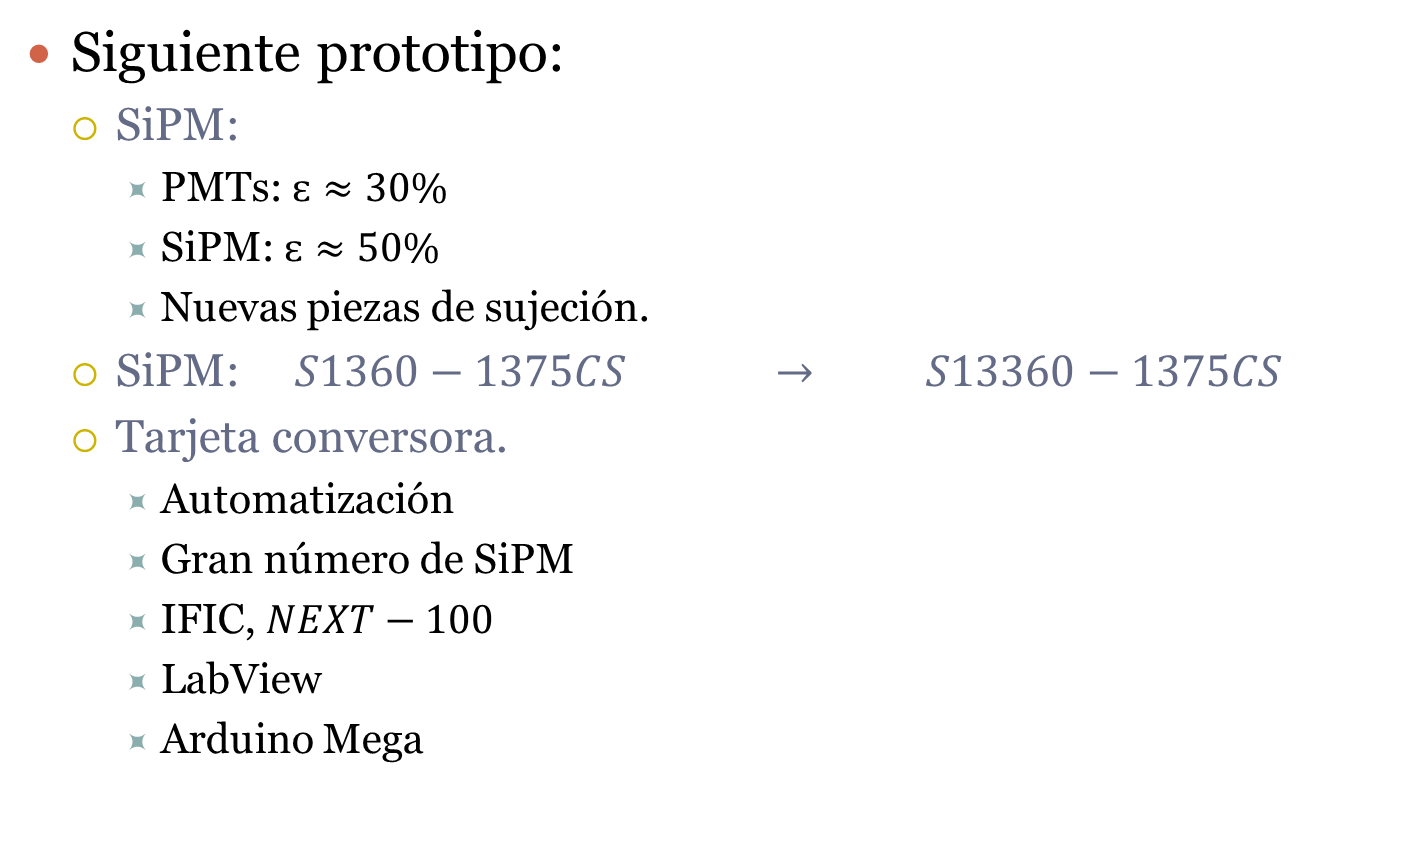 Siguiente prototipo:
SiPM:
PMTs: ε ≈ 30%
SiPM: ε ≈ 50%
Nuevas piezas de sujeción.
SiPM: S1360 − 1375CS → S13360 − 1375CS
Tarjeta conversora.
Automatización
Gran número de SiPM
IFIC, NEXT − 100
LabView
Arduino Mega